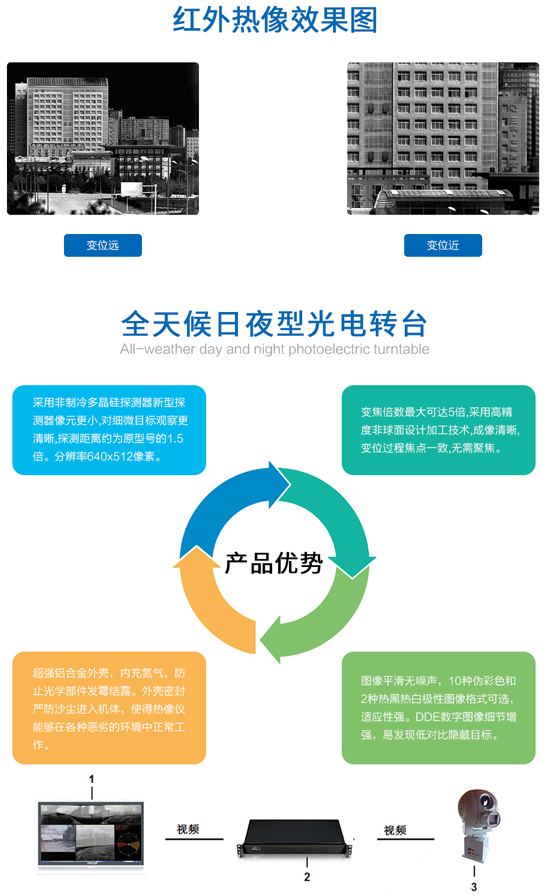 红外热像效果图
变位远
变位近
全天候日夜型光电转台
All-weather day and night photoelectric turntable
采用非制冷多晶硅探测器新型探
测器像元更小,对细微目标观察更
清晰,探测距离约为原型号的1.5
倍。分辨率640x512像素。
变焦倍数最大可达5倍,采用高精
度非球面设计加工技术,成像清晰,
变位过程焦点一致,无需聚焦。
产品优势
超强铝合金外壳，内充氮气，防
止光学部件发霉结露。外壳密封
严防沙尘进入机体，使得热像仪
能够在各种恶劣的环境中正常工
作。
图像平滑无噪声，10种伪彩色和
2种热黑热白极性图像格式可选，
适应性强。DDE数字图像细节增
强，易发现低对比隐藏目标。
1
视频
2
视频
3